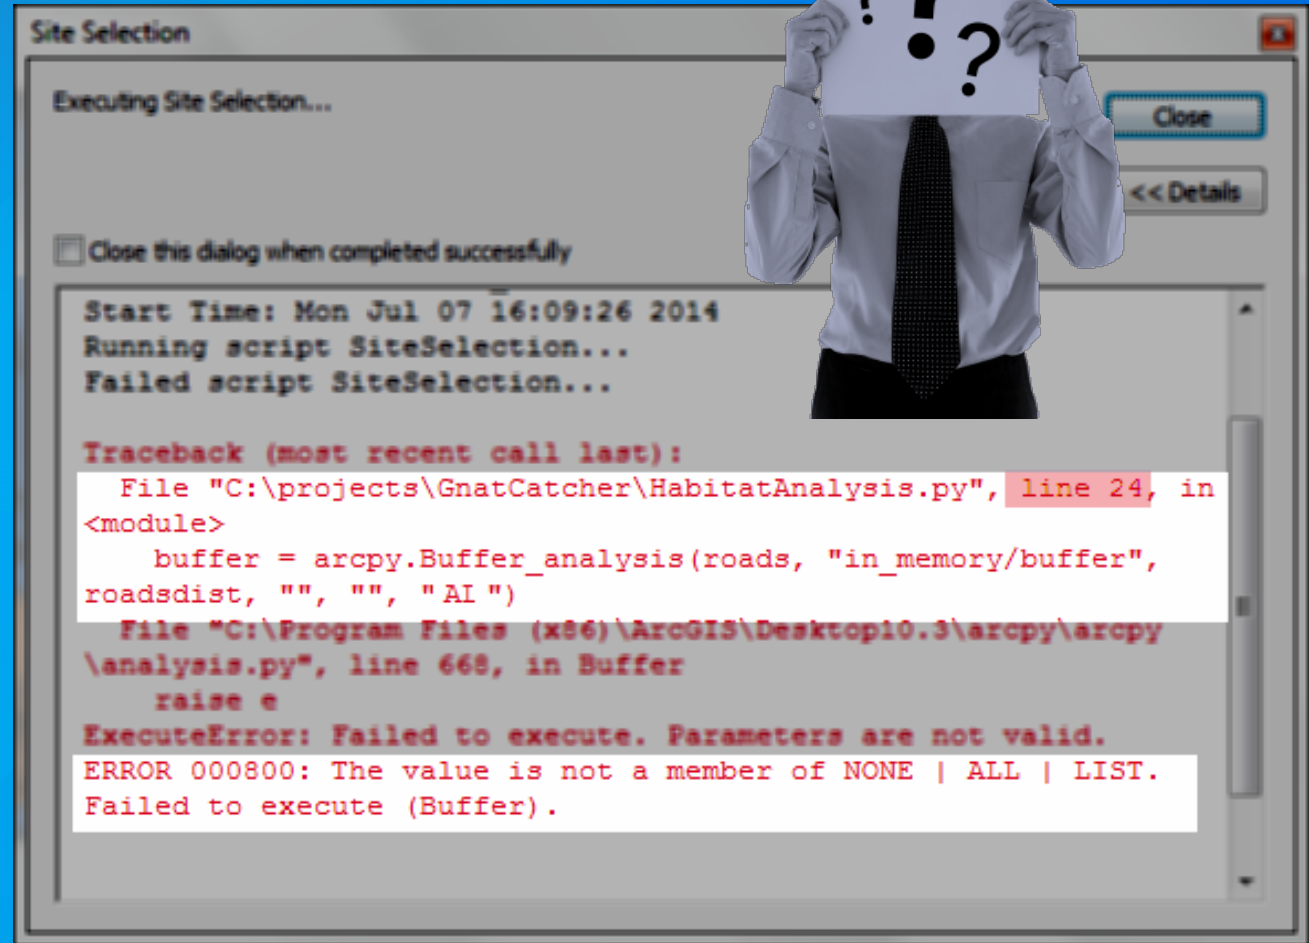 Site Selection
! ! ?
Executing Site Selection...
Close
<< Details
Close this dialog when completed successfully
Start Time: Mon Jul 07 16:09:26 2014
Running script SiteSelection...
Failed script SiteSelection...
Traceback (most recent call last):
File "C:\projects\GnatCatcher\HabitatAnalysis.py", line 24, in
<module>
buffer = arcpy.Buffer_analysis(roads, "in_memory/buffer",
roadsdist, "", "", "AL")
File "C:\Program Files (x86)\ArcGIS\Desktop10.3\arcpy\arcpy
\analysis.py", line 668, in Buffer
raise e
ExecuteError: Failed to execute. Parameters are not valid.
ERROR 000800: The value is not a member of NONE | ALL | LIST.
Failed to execute (Buffer).